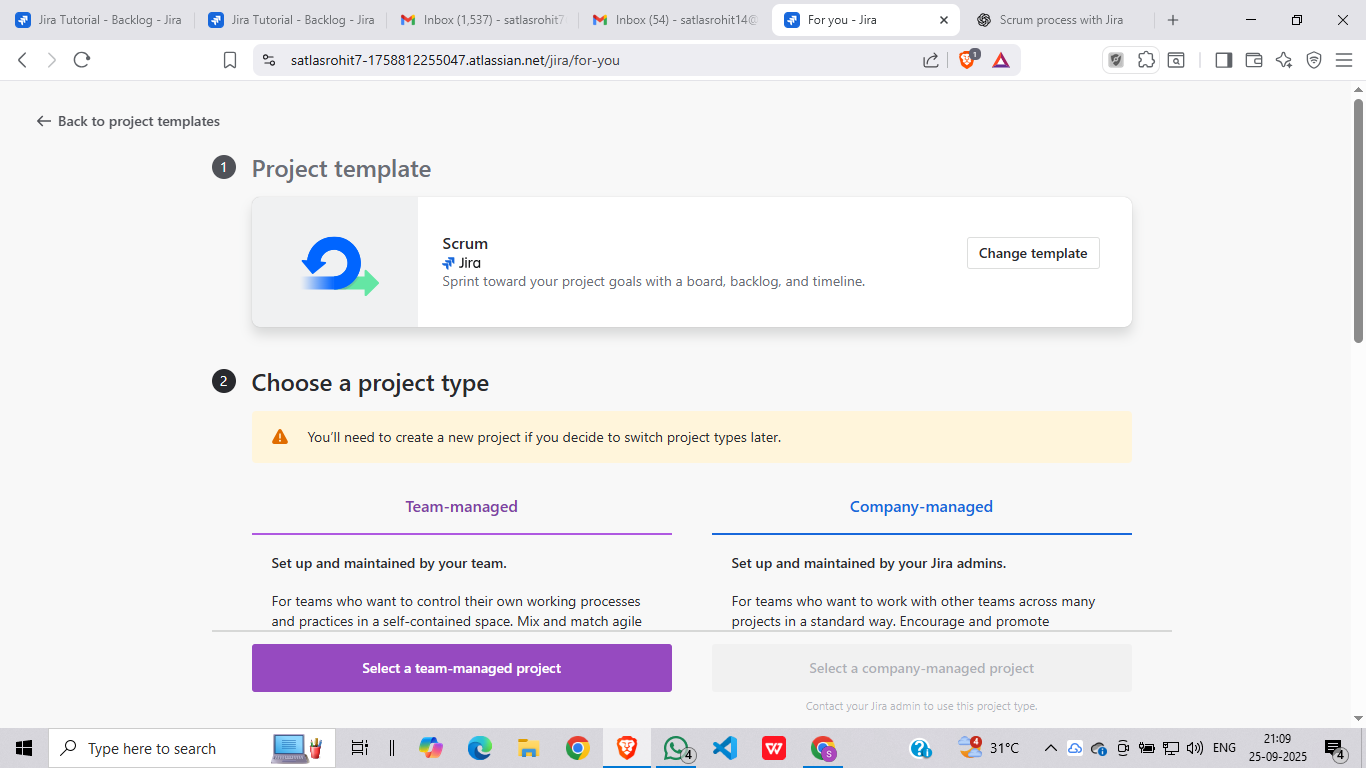 Jira Tutorial - Backlog - Jira
Jira Tutorial - Backlog - Jira
Inbox (1,537) - satlasrohit7
Inbox (54) - satlasrohit14@
For you - Jira
Scrum process with Jira
satlasrohit7-1758812255047.atlassian.net/jira/for-you
1
Back to project templates
1 Project template
Scrum
Jira
Sprint toward your project goals with a board, backlog, and timeline.
Change template
2 Choose a project type
You'll need to create a new project if you decide to switch project types later.
Team-managed
Set up and maintained by your team.
For teams who want to control their own working processes
and practices in a self-contained space. Mix and match agile
Select a team-managed project
Company-managed
Set up and maintained by your Jira admins.
For teams who want to work with other teams across many
projects in a standard way. Encourage and promote
Select a company-managed project
Contact your Jira admin to use this project type.
Type here to search
4
W
S
4
31°C
ENG
21:09
25-09-2025
4